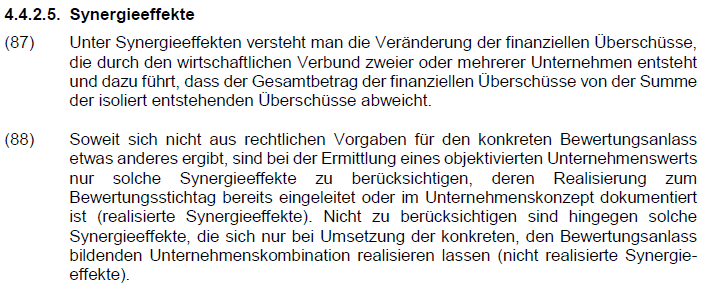 4.4.2.5. Synergieeffekte
(87) Unter Synergieeffekten versteht man die Veränderung der finanziellen Überschüsse,
die durch den wirtschaftlichen Verbund zweier oder mehrerer Unternehmen entsteht
und dazu führt, dass der Gesamtbetrag der finanziellen Überschüsse von der Summe
der isoliert entstehenden Überschüsse abweicht.
(88) Soweit sich nicht aus rechtlichen Vorgaben für den konkreten Bewertungsanlass
etwas anderes ergibt, sind bei der Ermittlung eines objektivierten Unternehmenswerts
nur solche Synergieeffekte zu berücksichtigen, deren Realisierung zum
Bewertungsstichtag bereits eingeleitet oder im Unternehmenskonzept dokumentiert
ist (realisierte Synergieeffekte). Nicht zu berücksichtigen sind hingegen solche
Synergieeffekte, die sich nur bei Umsetzung der konkreten, den Bewertungsanlass
bildenden Unternehmenskombination realisieren lassen (nicht realisierte Synergie-
effekte).